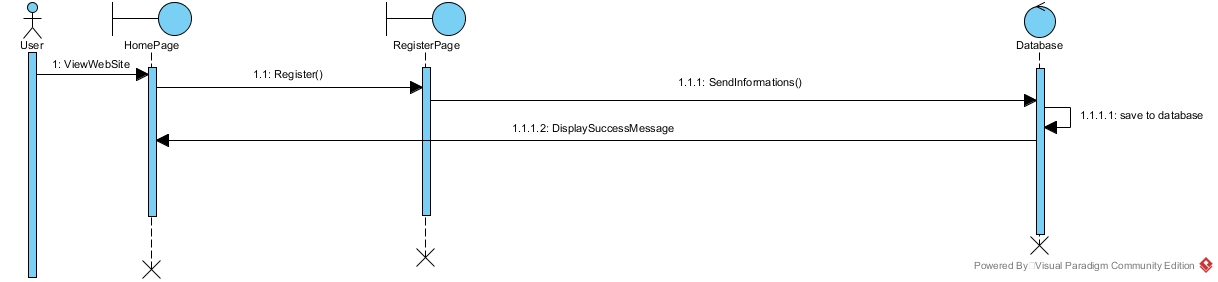 User
HomePage
RegisterPage
Database
1: ViewWebSite
1.1: Register()
1.1.1: SendInformations()
1.1.1.1: save to database
1.1.1.2: DisplaySuccessMessage
Powered By Visual Paradigm Community Edition